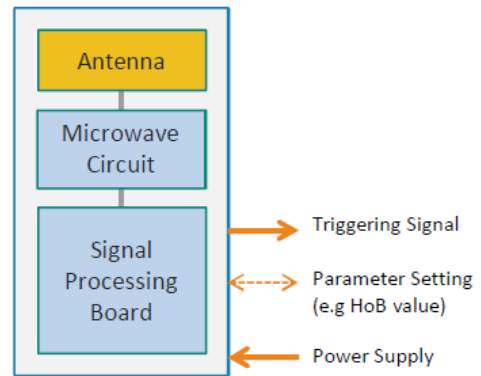 Antenna
Microwave
Circuit
Signal
Processing
Board
Triggering Signal
Parameter Setting
(e.g HoB value)
Power Supply